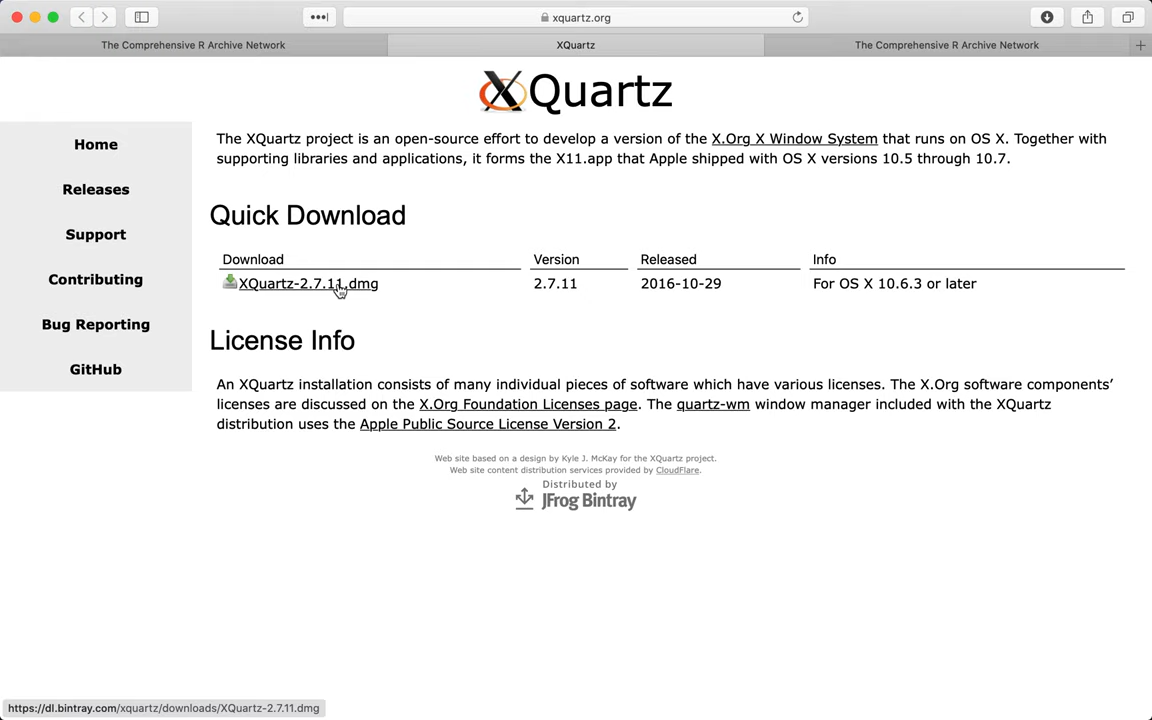 xquartz.org
The Comprehensive R Archive Network
XQuartz
The Comprehensive R Archive Network
XQuartz
Home
Releases
Support
Contributing
Bug Reporting
GitHub
The XQuartz project is an open-source effort to develop a version of the X.Org X Window System that runs on OS X. Together with
supporting libraries and applications, it forms the X11.app that Apple shipped with OS X versions 10.5 through 10.7.
Quick Download
Download Version Released Info
XQuartz-2.7.11.dmg 2.7.11 2016-10-29 For OS X 10.6.3 or later
License Info
An XQuartz installation consists of many individual pieces of software which have various licenses. The X.Org software components’
licenses are discussed on the X.Org Foundation Licenses page. The quartz-wm window manager included with the XQuartz
distribution uses the Apple Public Source License Version 2.
Web site based on a design by Kyle J. McKay for the XQuartz project.
Web site content distribution services provided by CloudFlare.
Distributed by
JFrog Bintray
https://dl.bintray.com/xquartz/downloads/XQuartz-2.7.11.dmg